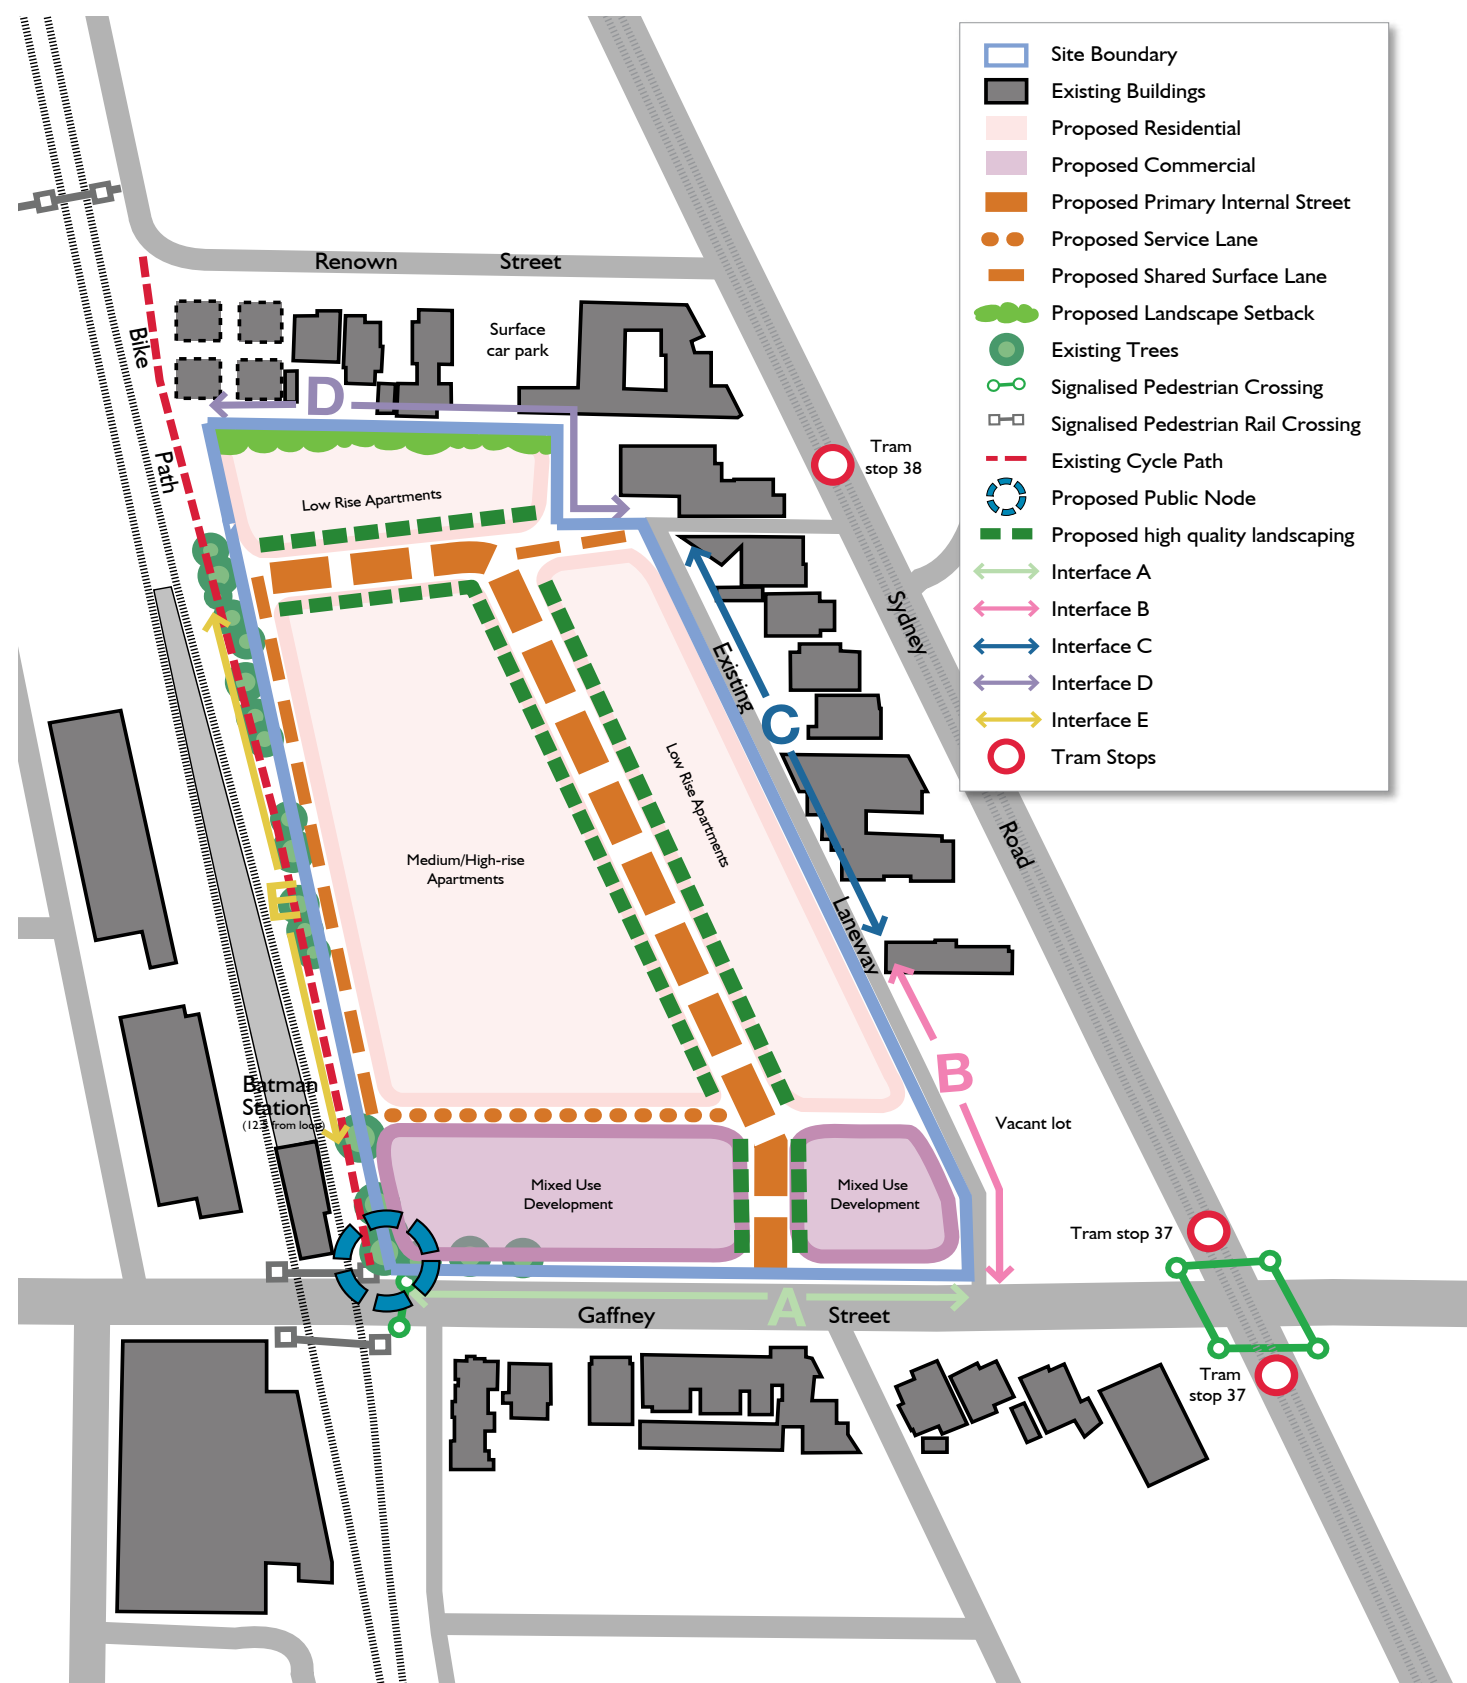 Site Boundary
Existing Buildings
Proposed Residential
Proposed Commercial
Proposed Primary Internal Street
Proposed Service Lane
Proposed Shared Surface Lane
Proposed Landscape Setback
Existing Trees
Signalised Pedestrian Crossing
Signalised Pedestrian Rail Crossing
Existing Cycle Path
Proposed Public Node
Proposed high quality landscaping
Interface A
Interface B
Interface C
Interface D
Interface E
Tram Stops
Renown Street
Bike Path
Surface
car park
D
Tram
stop 38
Low Rise Apartments
Sydney Road
Existing Laneway
C
Low Rise Apartments
Medium/High-rise
Apartments
E
B
Batman
Station
(12.5 from loop)
Vacant lot
Mixed Use
Development
Mixed Use
Development
Tram stop 37
A
Gaffney Street
Tram
stop 37